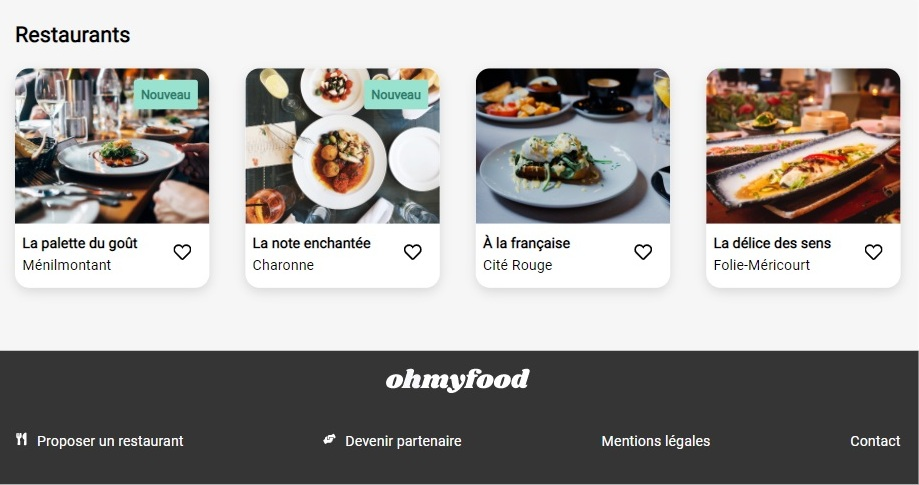 Restaurants
Nouveau
Nouveau
La palette du goût
Ménilmontant
La note enchantée
Charonne
À la française
Cité Rouge
La délice des sens
Folie-Méricourt
ohmyfood
Proposer un restaurant
Devenir partenaire
Mentions légales
Contact